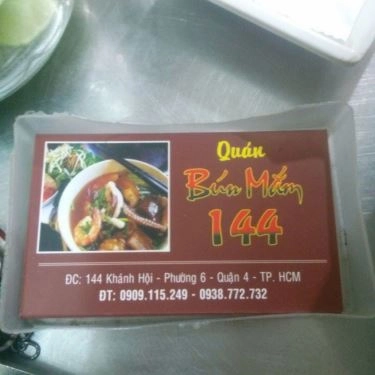 Quán
Bún Mắm
144
ĐC: 144 Khánh Hội - Phường 6 - Quận 4 - TP. HCM
ĐT: 0909.115.249 - 0938.772.732